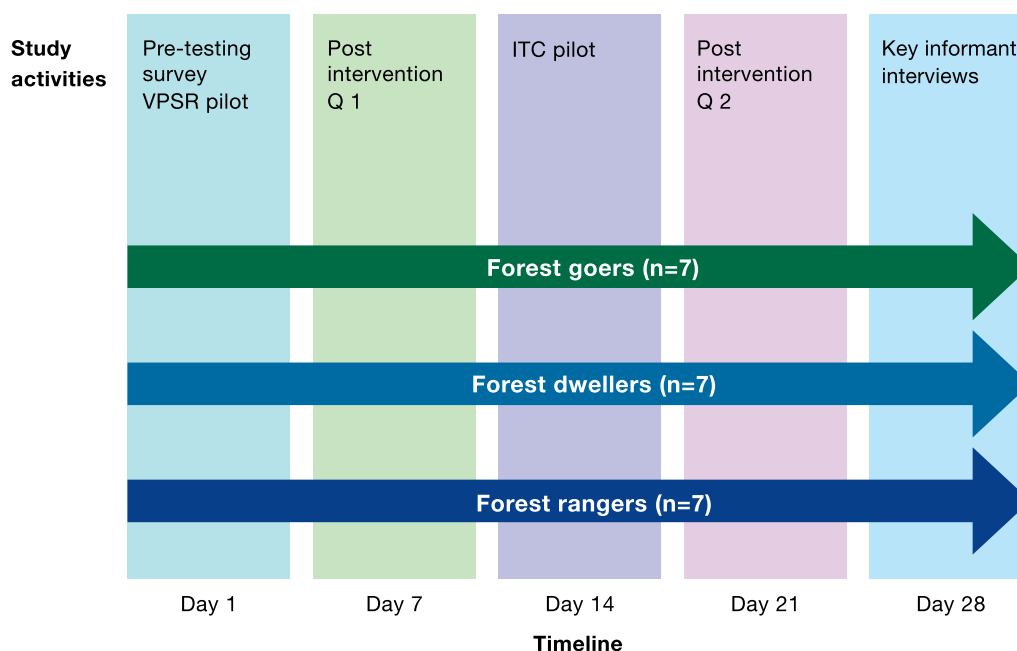 Study
activities
Pre-testing
survey
VPSR pilot
Post
intervention
Q 1
ITC pilot
Post
intervention
Q 2
Key informant
interviews
Forest goers (n=7)
Forest dwellers (n=7)
Forest rangers (n=7)
Day 1
Day 7
Day 14
Day 21
Day 28
Timeline